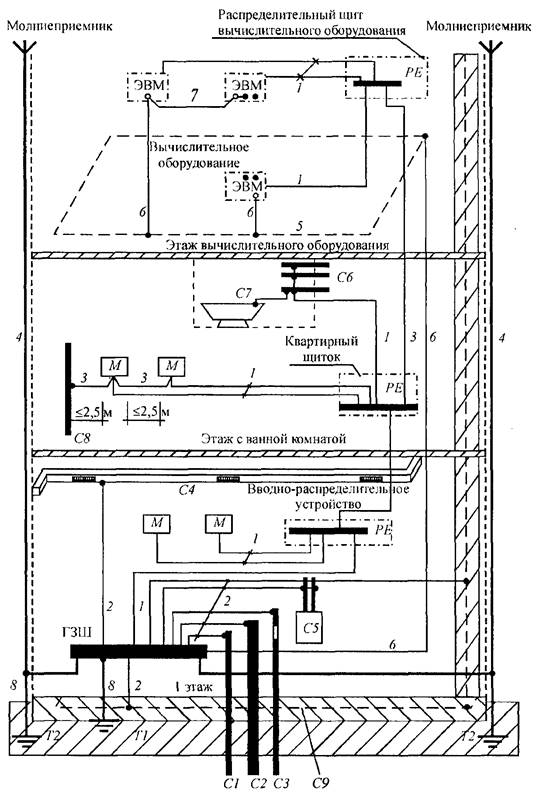 Распределительный щит
Молниеприемник вычислительного оборудования Молниеприемник
PE
ЭВМ 7 ЭВМ 1
Вычислительное
оборудование
ЭВМ 1
6 6 5
Этаж вычислительного оборудования
C6
C7
4 1 3 6 4
Квартирный
щиток
M M
3 3 1 PE
≤2,5 м ≤2,5 м
C8
Этаж с ванной комнатой
C4
Вводно-распределительное
устройство
M M 1 PE
2 1 2
C5
ГЗШ 6
8 8 2 1 этаж
T2 T1 T2
C1 C2 C3 C9